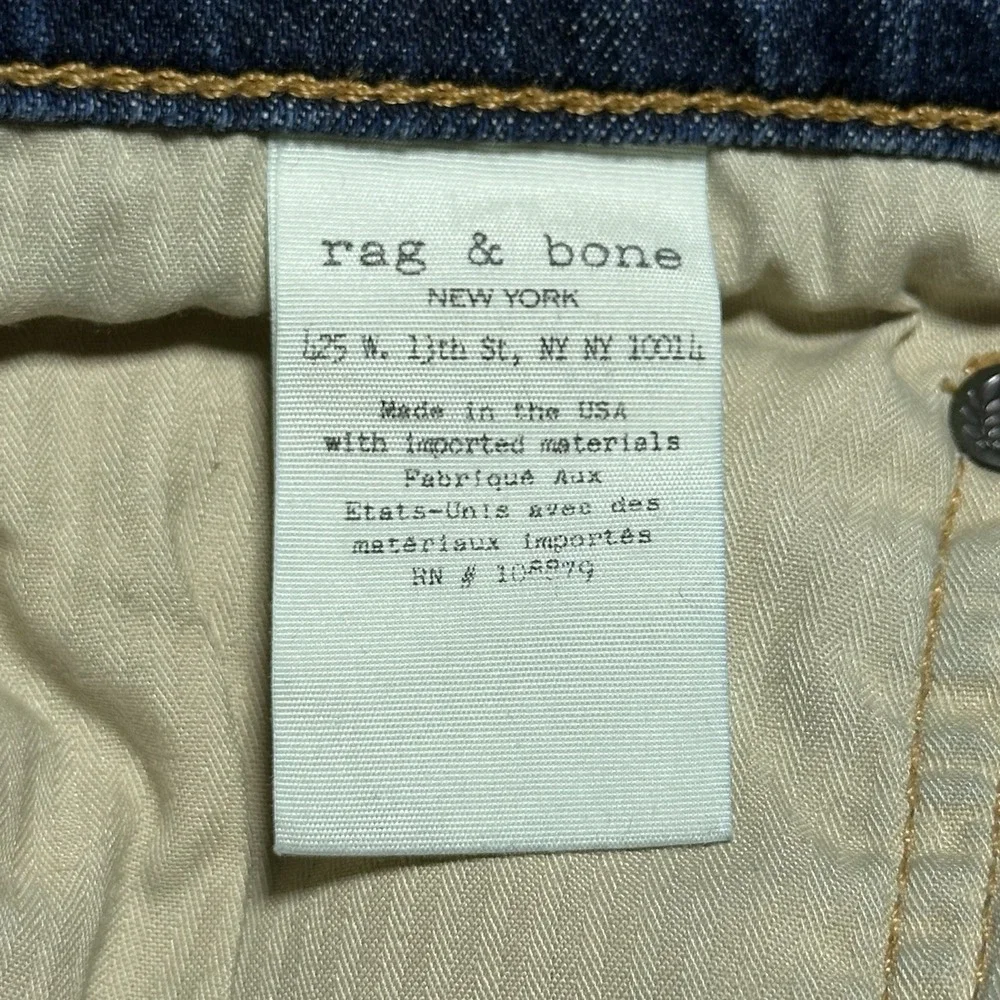 rag & bone
NEW YORK
425 W. 13th St, NY NY 10014
Made in the USA
with imported materials
Fabriqué Aux
Etats-Unis avec des
matériaux importés
RN #